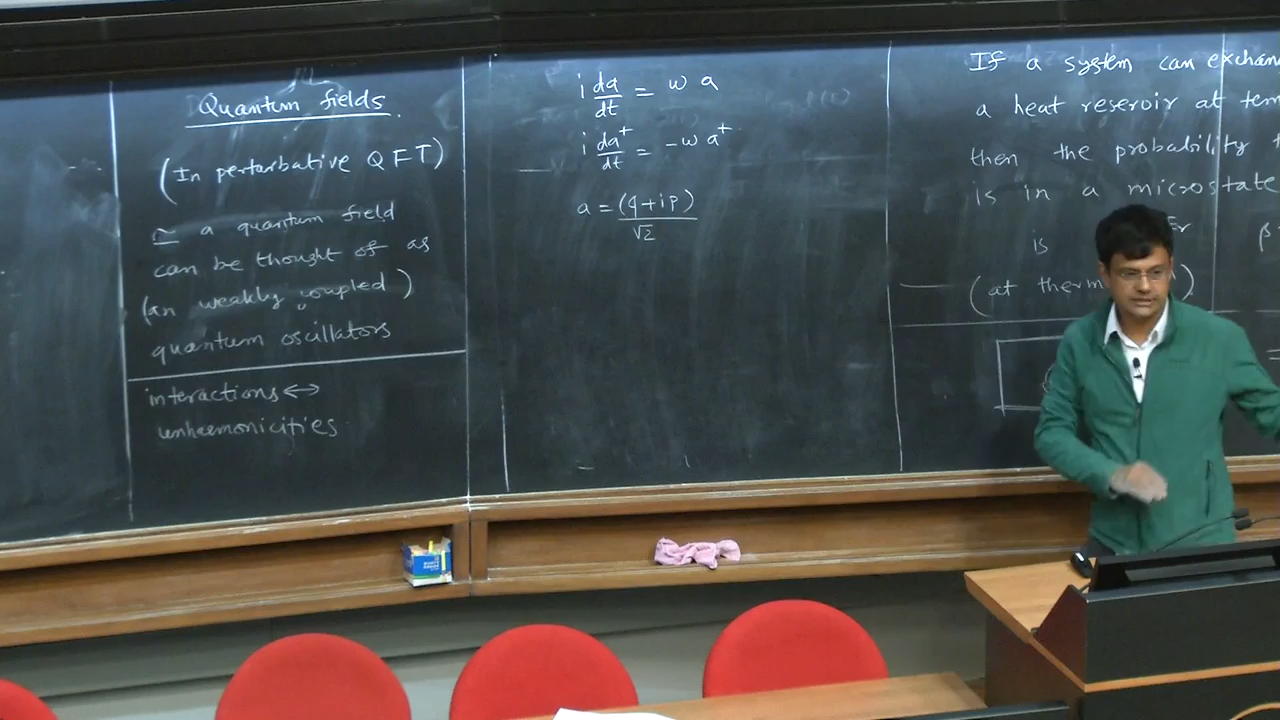 Quantum fields.
(In perturbative QFT)
≃ a quantum field
can be thought of as
(an weakly coupled)
quantum oscillators
interactions ↔
unharmonicities
i da/dt = ω a
i da†/dt = -ω a†
a = (q+ip)/√2
If a system can exchan
a heat reseroir at tem
then the probability
is in a microstate
is
β
(at therm )